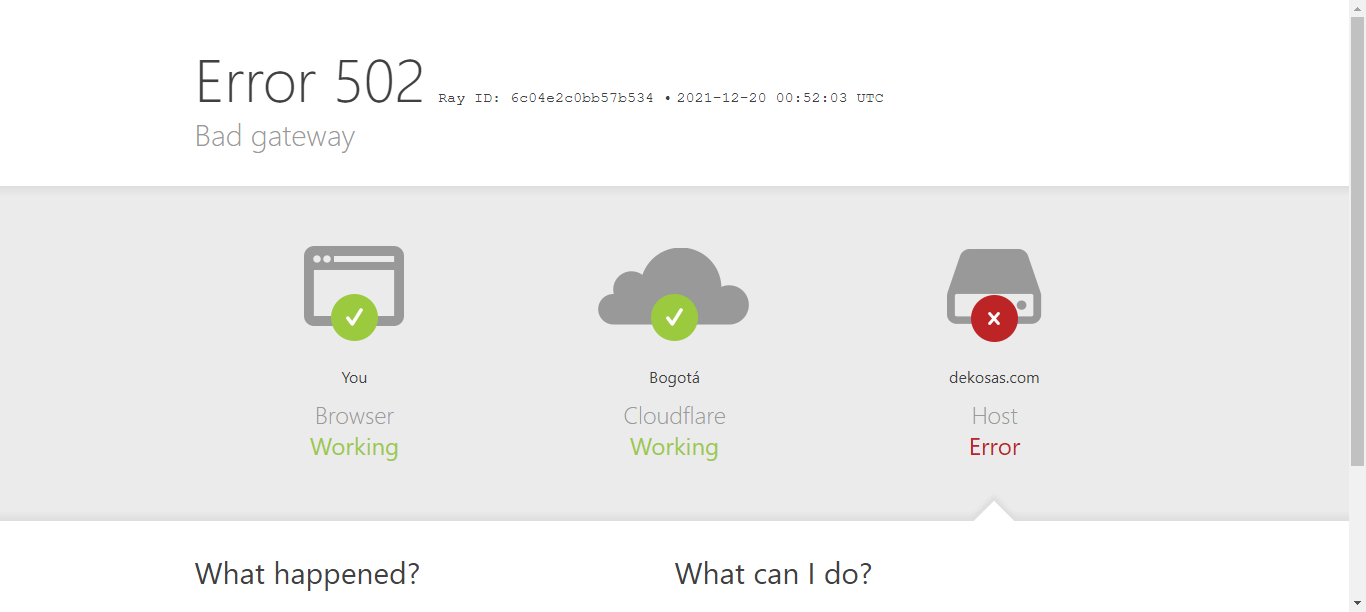 Error 502 Ray ID: 6c04e2c0bb57b534 • 2021-12-20 00:52:03 UTC
Bad gateway
You
Browser
Working
Bogotá
Cloudflare
Working
dekosas.com
Host
Error
What happened?
What can I do?